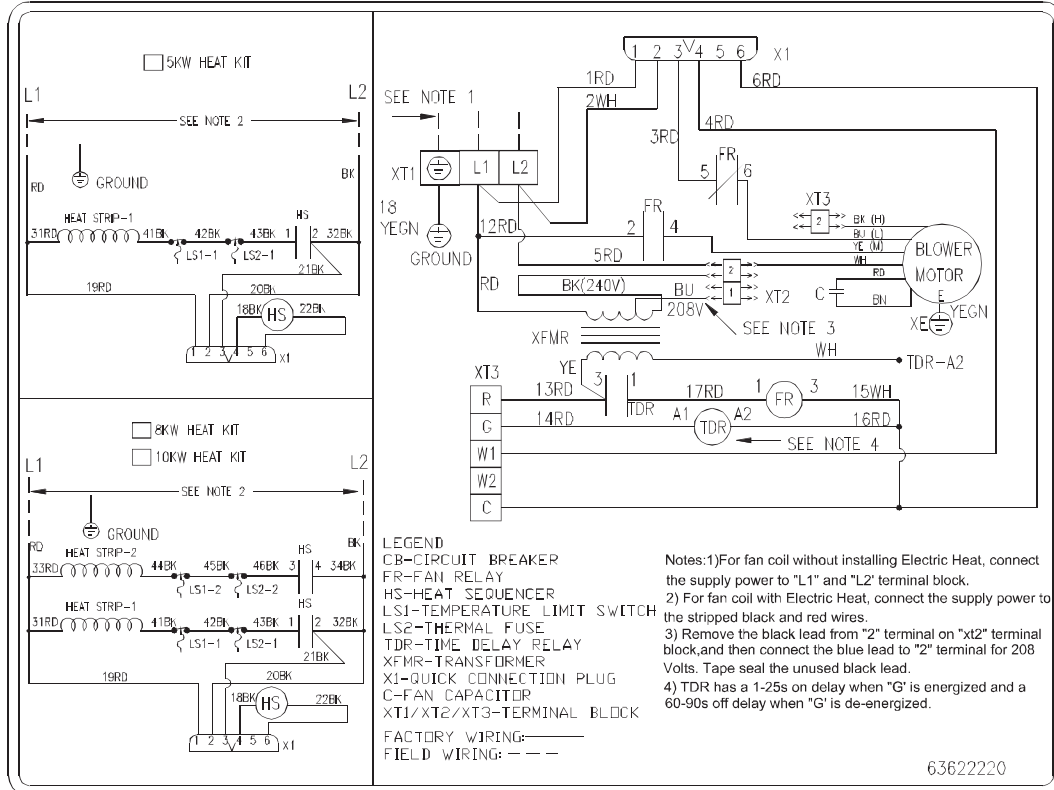 5KW HEAT KIT
L1
L2
SEE NOTE 2
GROUND
RD
BK
HEAT STRIP-1
HS
31RD
41BK
42BK
43BK
1
2
32BK
LS1-1
LS2-1
21BK
19RD
20BK
18BK
HS
22BK
1 2 3 4 5 6
X1
8KW HEAT KIT
10KW HEAT KIT
L1
L2
SEE NOTE 2
GROUND
RD
BK
HEAT STRIP-2
HS
33RD
44BK
45BK
46BK
3
4
34BK
LS1-2
LS2-2
HEAT STRIP-1
HS
31RD
41BK
42BK
43BK
1
2
32BK
LS1-1
LS2-1
21BK
19RD
20BK
18BK
HS
22BK
1 2 3 4 5 6
X1
1 2 3 4 5 6
X1
1RD
6RD
2WH
SEE NOTE 1
4RD
3RD
FR
5
6
XT1
L1
L2
XT3
2
BK (H)
BU (L)
YE (M)
WH
RD
BN
BLOWER
MOTOR
E
YEGN
XE
C
18
YEGN
GROUND
12RD
FR
2
4
5RD
RD
BK(240V)
BU
208V
2
1
XT2
SEE NOTE 3
XFMR
WH
TDR-A2
YE
XT3
R
13RD
3
1
TDR
17RD
1
FR
3
15WH
G
14RD
A1
TDR
A2
16RD
SEE NOTE 4
W1
W2
C
LEGEND
CB-CIRCUIT BREAKER
FR-FAN RELAY
HS-HEAT SEQUENCER
LS1-TEMPERATURE LIMIT SWITCH
LS2-THERMAL FUSE
TDR-TIME DELAY RELAY
XFMR-TRANSFORMER
X1-QUICK CONNECTION PLUG
C-FAN CAPACITOR
XT1/XT2/XT3-TERMINAL BLOCK
FACTORY WIRING:
FIELD WIRING:
Notes:1)For fan coil without installing Electric Heat, connect
the supply power to "L1" and "L2' terminal block.
2) For fan coil with Electric Heat, connect the supply power to
the stripped black and red wires.
3) Remove the black lead from "2" terminal on "xt2" terminal
block,and then connect the blue lead to "2" terminal for 208
Volts. Tape seal the unused black lead.
4) TDR has a 1-25s on delay when "G' is energized and a
60-90s off delay when "G' is de-energized.
63622220